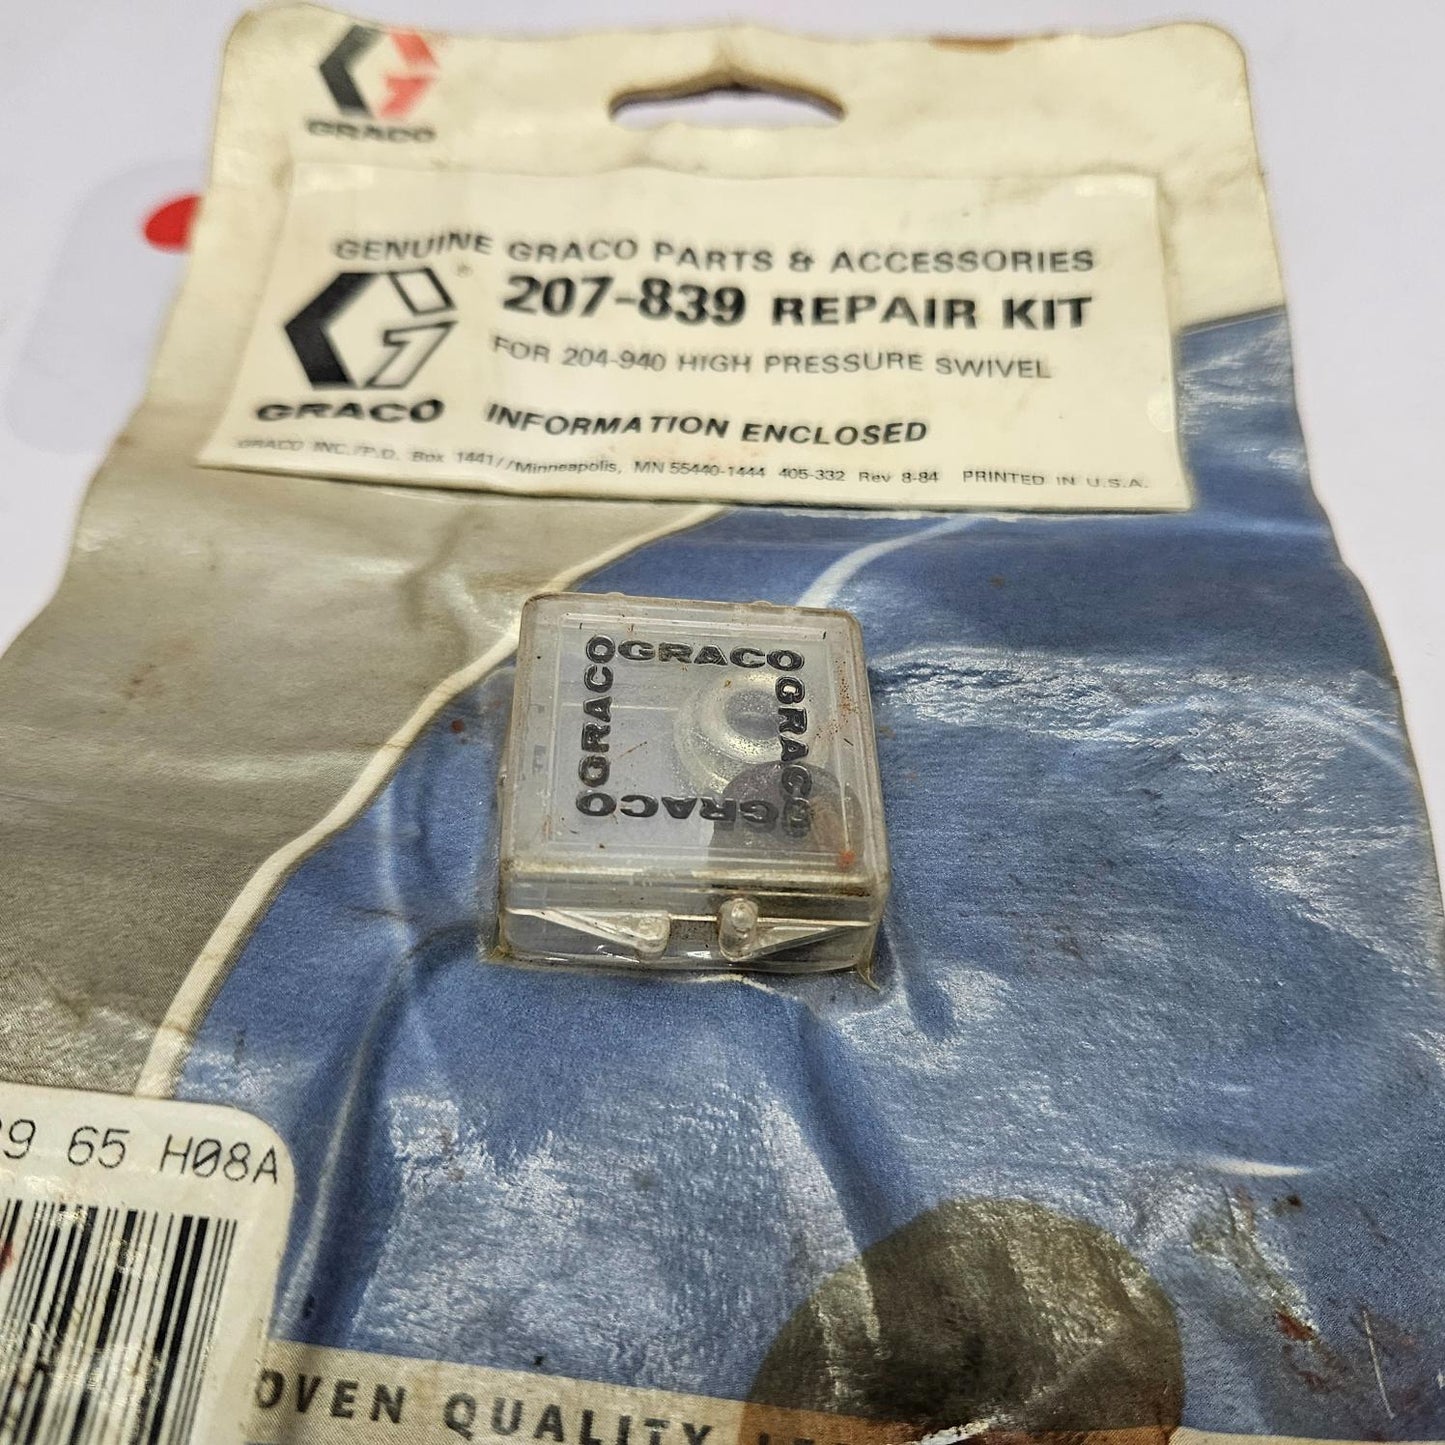 GRACO
GENUINE GRACO PARTS & ACCESSORIES
207-839 REPAIR KIT
FOR 204-940 HIGH PRESSURE SWIVEL
GRACO
INFORMATION ENCLOSED
GRACO INC./P.O. Box 1441//Minneapolis, MN 55440-1444 405-332 Rev 8-84 PRINTED IN U.S.A.
GRACO
GRACO
GRACO
GRACO
9 65 H08A
OVEN QUALITY